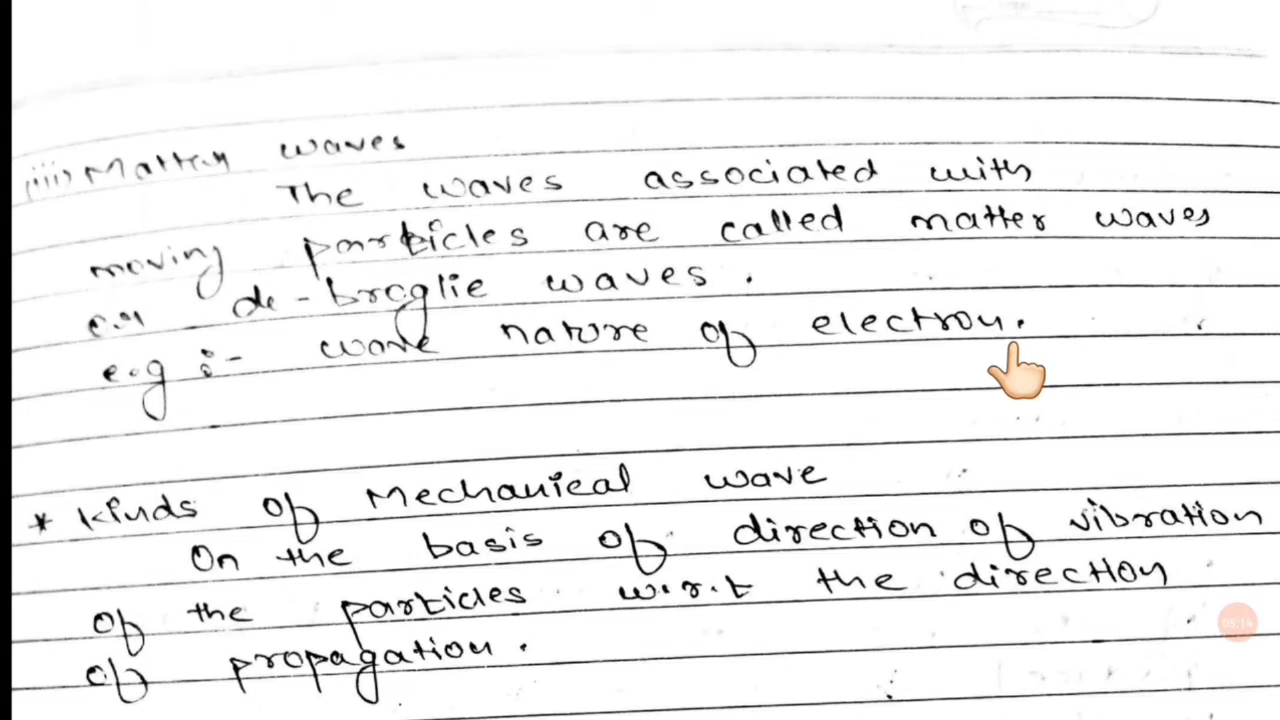 (iii) Matter waves
The waves associated with
moving particles are called matter waves
e.g de-broglie waves.
e.g :- wave nature of electron.
* Kinds of Mechanical wave
On the basis of direction of vibration
of the particles w.r.t the direction
of propagation.
05:14